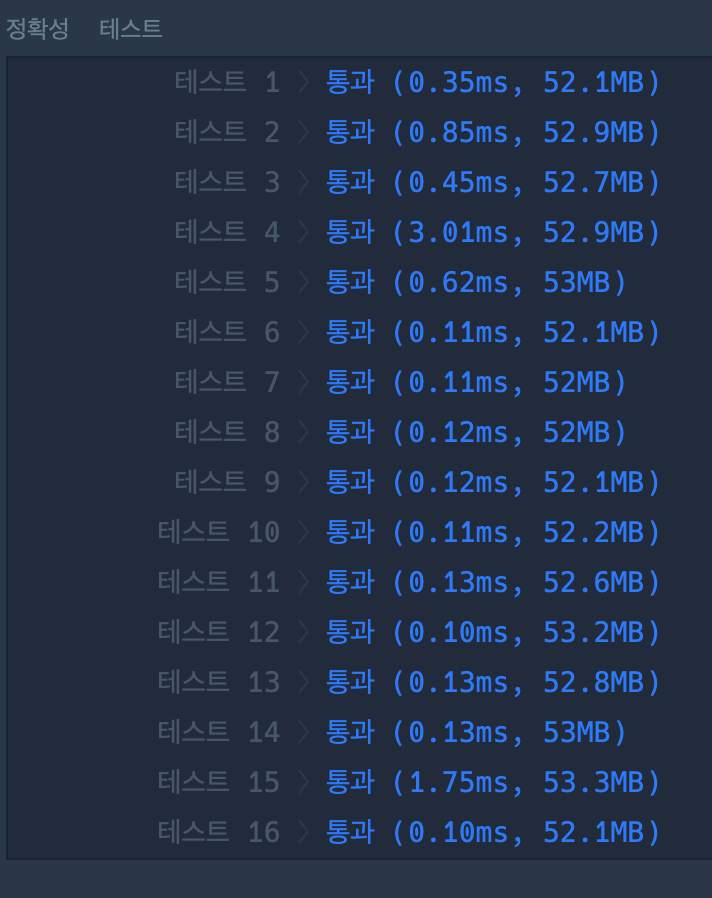 정확성 테스트
테스트 1 〉 통과 (0.35ms, 52.1MB)
테스트 2 〉 통과 (0.85ms, 52.9MB)
테스트 3 〉 통과 (0.45ms, 52.7MB)
테스트 4 〉 통과 (3.01ms, 52.9MB)
테스트 5 〉 통과 (0.62ms, 53MB)
테스트 6 〉 통과 (0.11ms, 52.1MB)
테스트 7 〉 통과 (0.11ms, 52MB)
테스트 8 〉 통과 (0.12ms, 52MB)
테스트 9 〉 통과 (0.12ms, 52.1MB)
테스트 10 〉 통과 (0.11ms, 52.2MB)
테스트 11 〉 통과 (0.13ms, 52.6MB)
테스트 12 〉 통과 (0.10ms, 53.2MB)
테스트 13 〉 통과 (0.13ms, 52.8MB)
테스트 14 〉 통과 (0.13ms, 53MB)
테스트 15 〉 통과 (1.75ms, 53.3MB)
테스트 16 〉 통과 (0.10ms, 52.1MB)